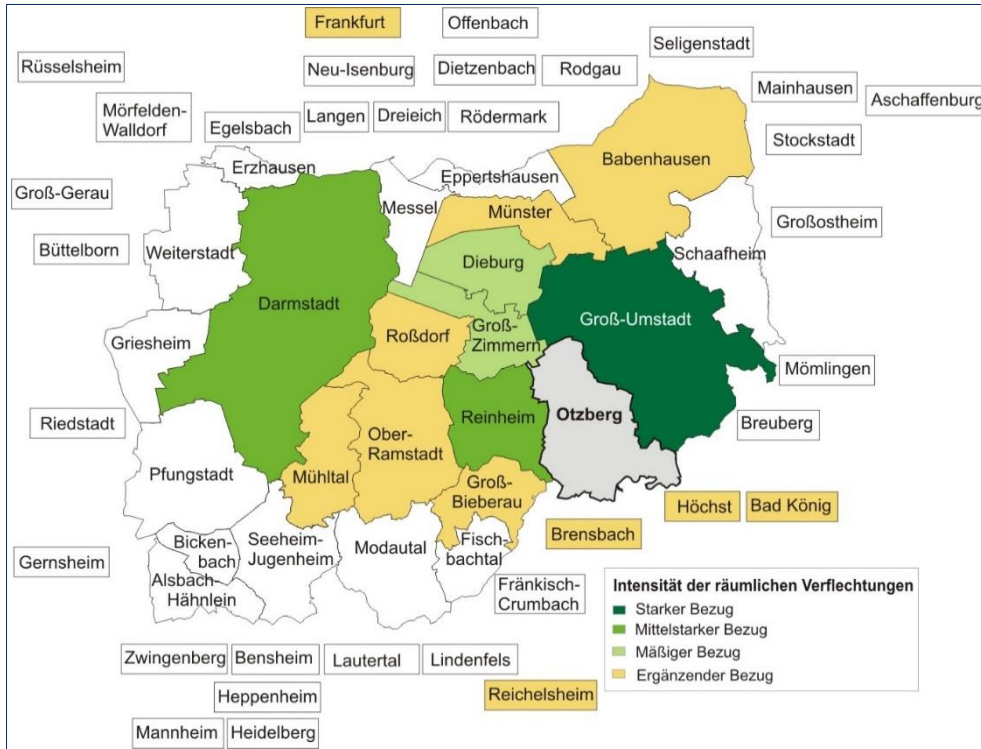 Frankfurt
Offenbach
Seligenstadt
Rüsselsheim
Neu-Isenburg
Dietzenbach
Rodgau
Mainhausen
Aschaffenburg
Mörfelden-
Walldorf
Egelsbach
Langen
Dreieich
Rödermark
Stockstadt
Erzhausen
Eppertshausen
Babenhausen
Groß-Gerau
Messel
Münster
Großostheim
Büttelborn
Weiterstadt
Dieburg
Schaafheim
Darmstadt
Groß-Umstadt
Griesheim
Roßdorf
Groß-
Zimmern
Mömlingen
Riedstadt
Reinheim
Otzberg
Breuberg
Pfungstadt
Mühltal
Ober-
Ramstadt
Groß-
Bieberau
Höchst
Bad König
Brensbach
Gernsheim
Bicken-
bach
Seeheim-
Jugenheim
Modautal
Fisch-
bachtal
Alsbach-
Hähnlein
Fränkisch-
Crumbach
Intensität der räumlichen Verflechtungen
Starker Bezug
Mittelstarker Bezug
Mäßiger Bezug
Ergänzender Bezug
Zwingenberg
Bensheim
Lautertal
Lindenfels
Heppenheim
Reichelsheim
Mannheim
Heidelberg